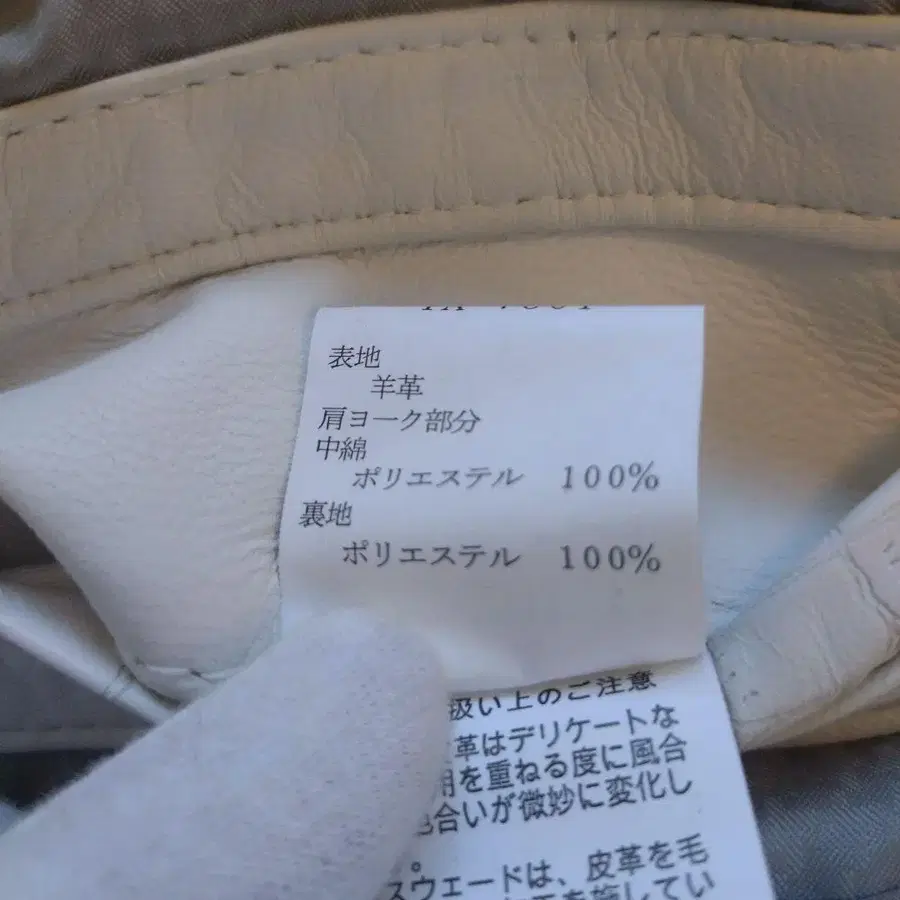 表地
羊革
肩ヨーク部分
中綿
ポリエステル 100%
裏地
ポリエステル 100%
扱い上のご注意
革はデリケートな
用を重ねる度に風合
色合いが微妙に変化し
。
スウェードは、皮革を毛